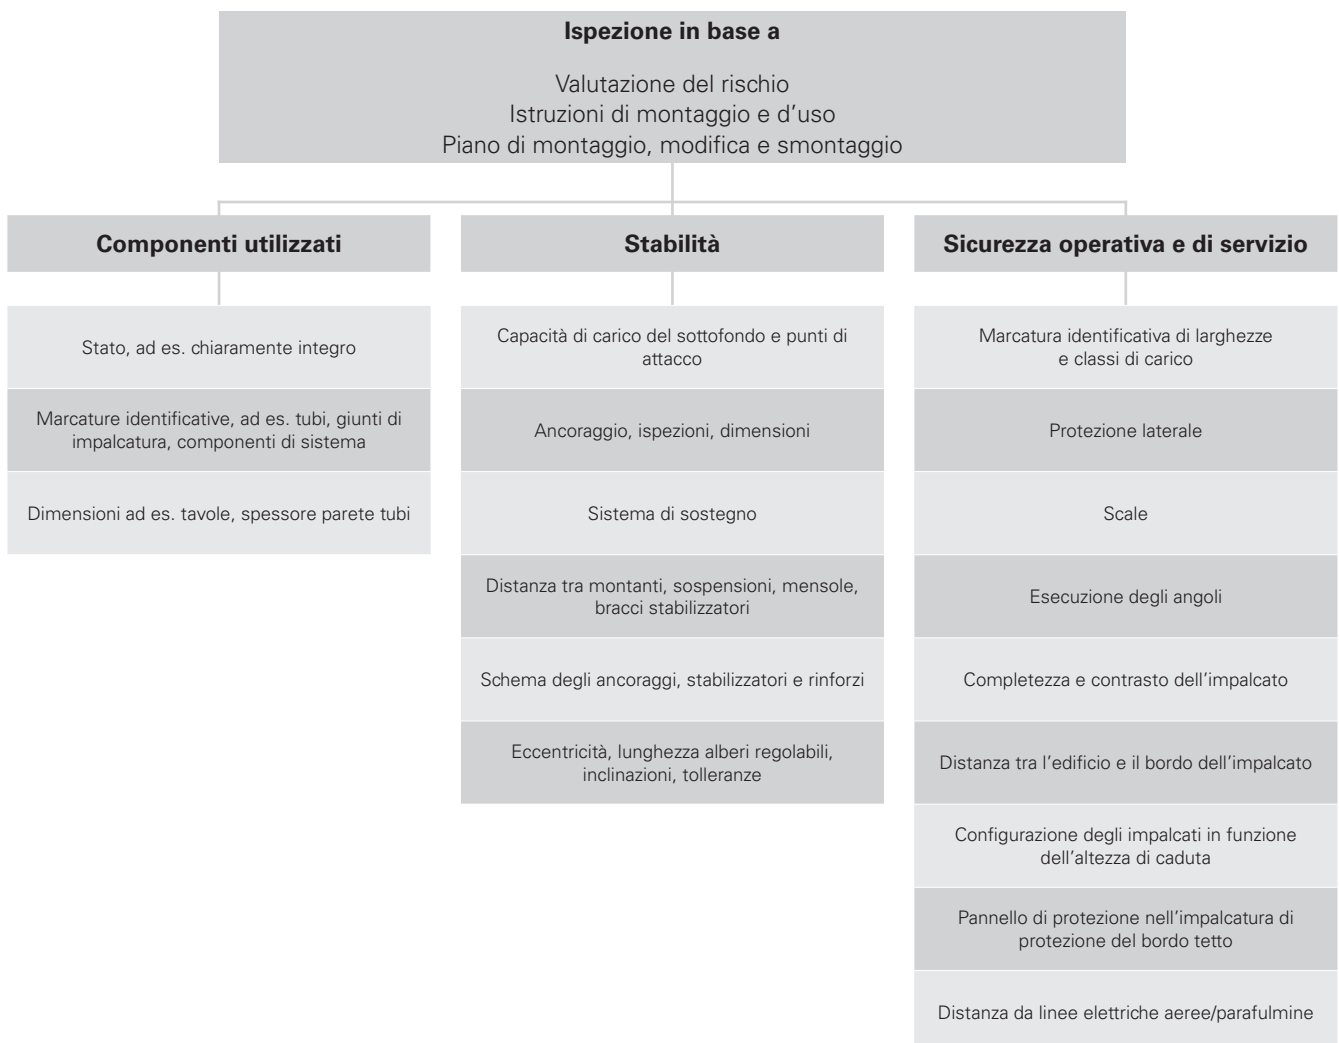 Ispezione in base a
Valutazione del rischio
Istruzioni di montaggio e d’uso
Piano di montaggio, modifica e smontaggio
Componenti utilizzati
Stato, ad es. chiaramente integro
Marcature identificative, ad es. tubi, giunti di
impalcatura, componenti di sistema
Dimensioni ad es. tavole, spessore parete tubi
Stabilità
Capacità di carico del sottofondo e punti di
attacco
Ancoraggio, ispezioni, dimensioni
Sistema di sostegno
Distanza tra montanti, sospensioni, mensole,
bracci stabilizzatori
Schema degli ancoraggi, stabilizzatori e rinforzi
Eccentricità, lunghezza alberi regolabili,
inclinazioni, tolleranze
Sicurezza operativa e di servizio
Marcatura identificativa di larghezze
e classi di carico
Protezione laterale
Scale
Esecuzione degli angoli
Completezza e contrasto dell’impalcato
Distanza tra l’edificio e il bordo dell’impalcato
Configurazione degli impalcati in funzione
dell’altezza di caduta
Pannello di protezione nell’impalcatura di
protezione del bordo tetto
Distanza da linee elettriche aeree/parafulmine